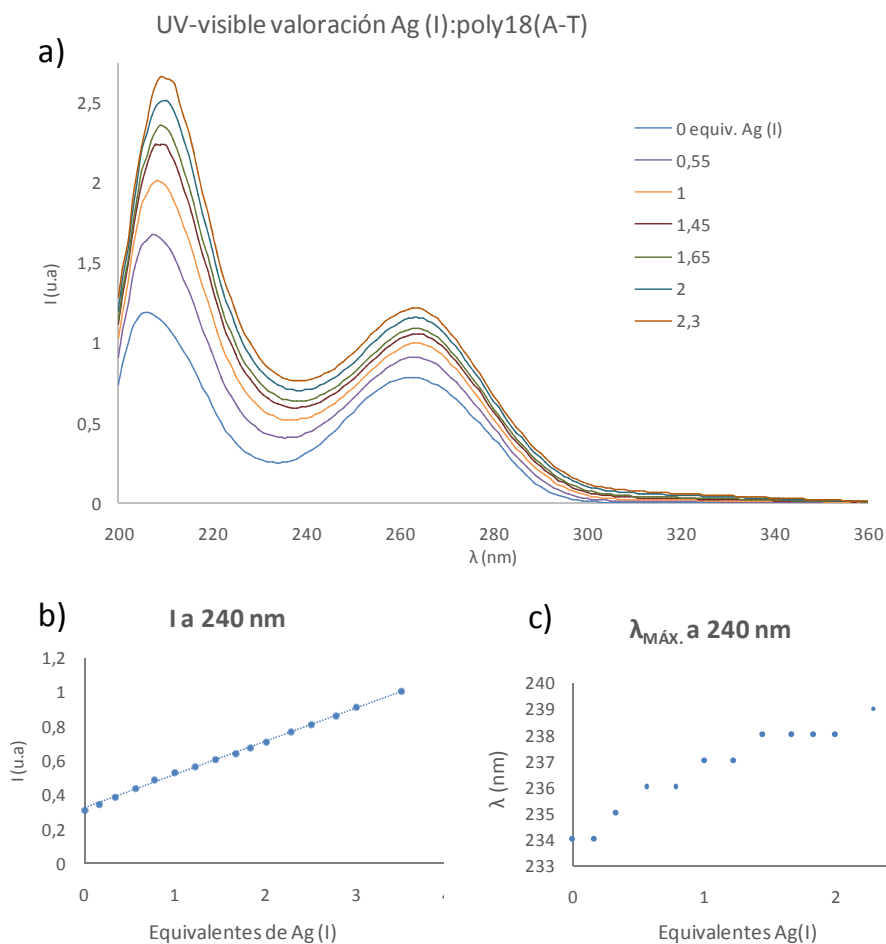 UV-visible valoración Ag (I):poly18(A-T)
a)
I (u.a)
2,5
2
1,5
1
0,5
0
200 220 240 260 280 300 320 340 360
λ (nm)
0 equiv. Ag (I)
0,55
1
1,45
1,65
2
2,3
b)
I a 240 nm
I (u.a)
1,2
1
0,8
0,6
0,4
0,2
0
0 1 2 3
Equivalentes de Ag (I)
c)
λMÁX. a 240 nm
λ (nm)
240
239
238
237
236
235
234
233
0 1 2
Equivalentes Ag(I)